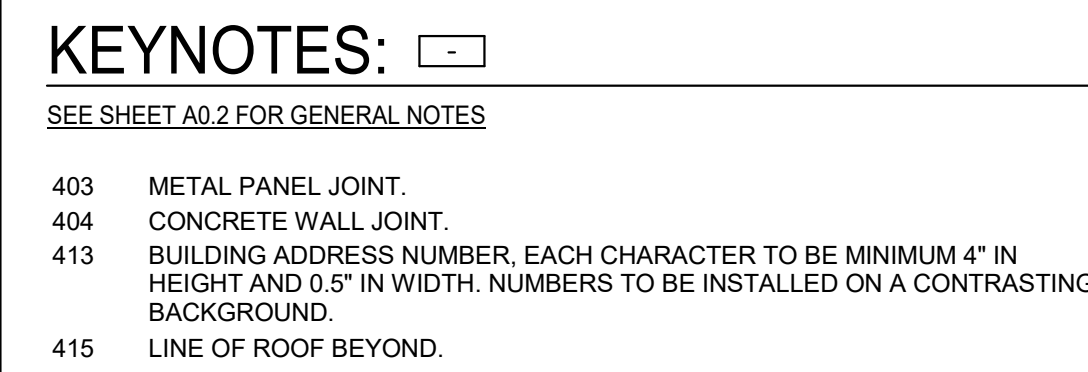 KEYNOTES: -
SEE SHEET A0.2 FOR GENERAL NOTES
403 METAL PANEL JOINT.
404 CONCRETE WALL JOINT.
413 BUILDING ADDRESS NUMBER, EACH CHARACTER TO BE MINIMUM 4" IN
HEIGHT AND 0.5" IN WIDTH. NUMBERS TO BE INSTALLED ON A CONTRASTING
BACKGROUND.
415 LINE OF ROOF BEYOND.